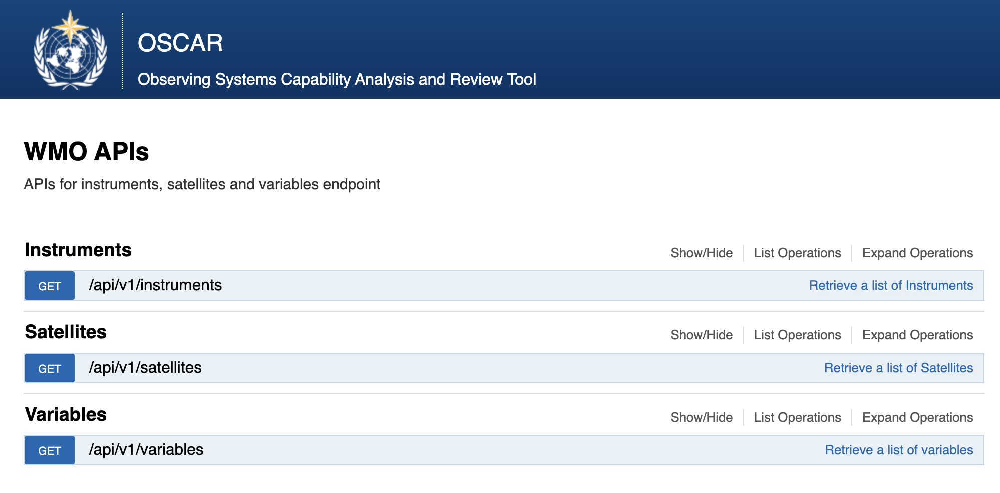 OSCAR
Observing Systems Capability Analysis and Review Tool
WMO APIs
APIs for instruments, satellites and variables endpoint
Instruments
Show/Hide
List Operations
Expand Operations
GET
/api/v1/instruments
Retrieve a list of Instruments
Satellites
Show/Hide
List Operations
Expand Operations
GET
/api/v1/satellites
Retrieve a list of Satellites
Variables
Show/Hide
List Operations
Expand Operations
GET
/api/v1/variables
Retrieve a list of variables